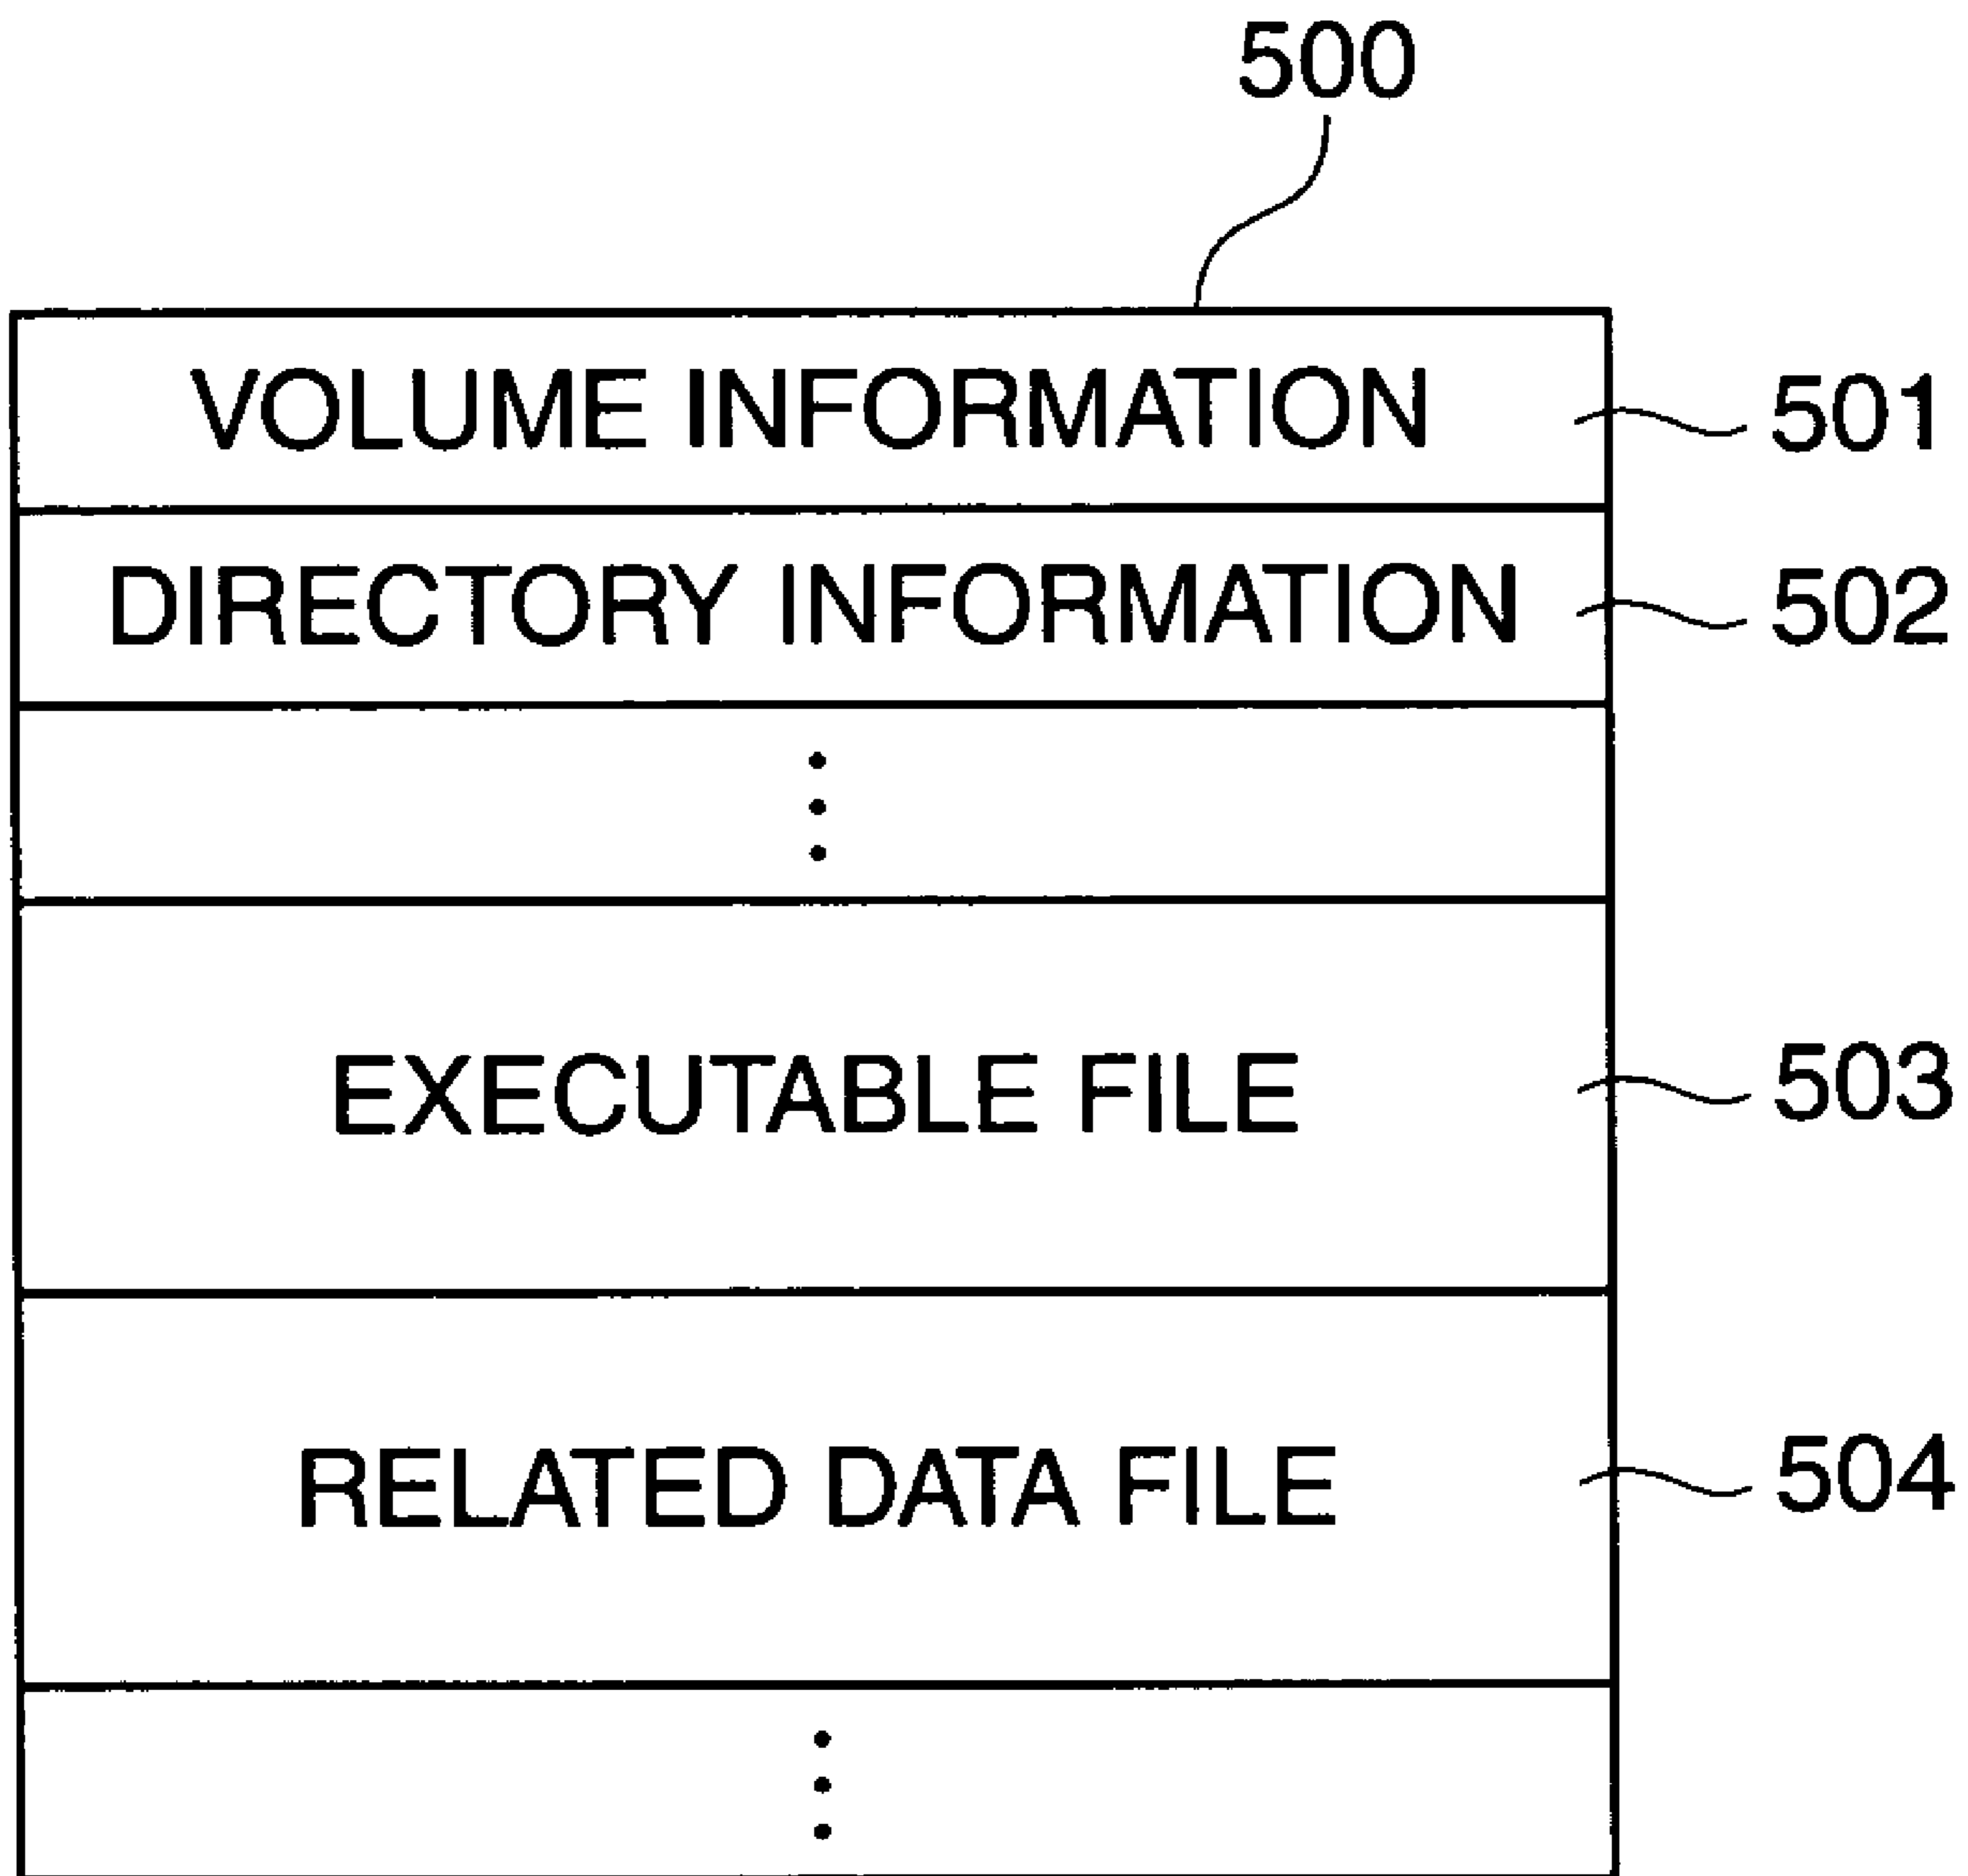 500
VOLUME INFORMATION 501
DIRECTORY INFORMATION 502
EXECUTABLE FILE 503
RELATED DATA FILE 504